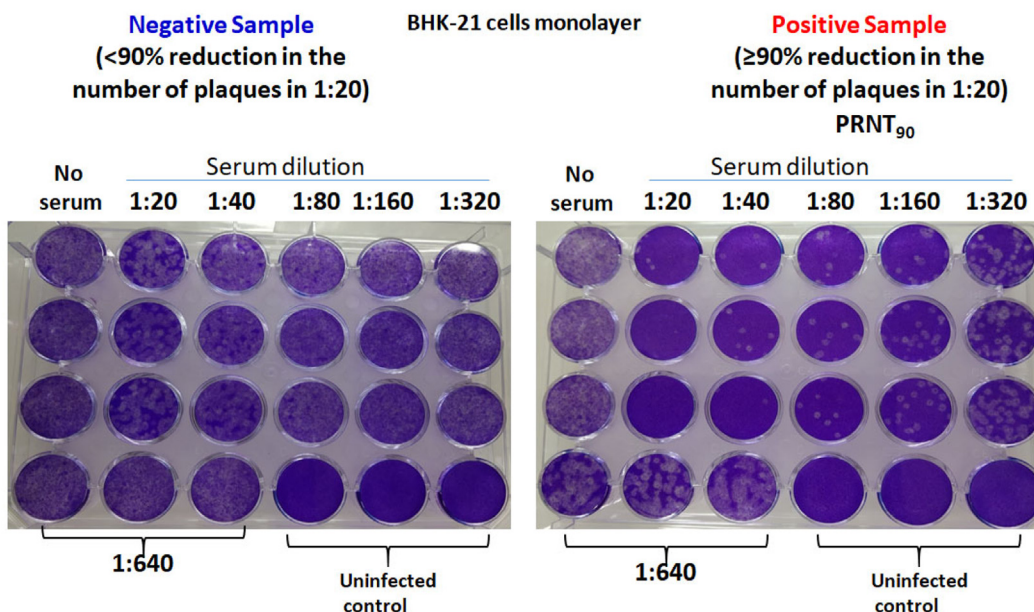 Negative Sample
(<90% reduction in the
number of plaques in 1:20)
BHK-21 cells monolayer
Positive Sample
(≥90% reduction in the
number of plaques in 1:20)
PRNT90
No
serum
Serum dilution
1:20 1:40 1:80 1:160 1:320
No
serum
Serum dilution
1:20 1:40 1:80 1:160 1:320
1:640
Uninfected
control
1:640
Uninfected
control